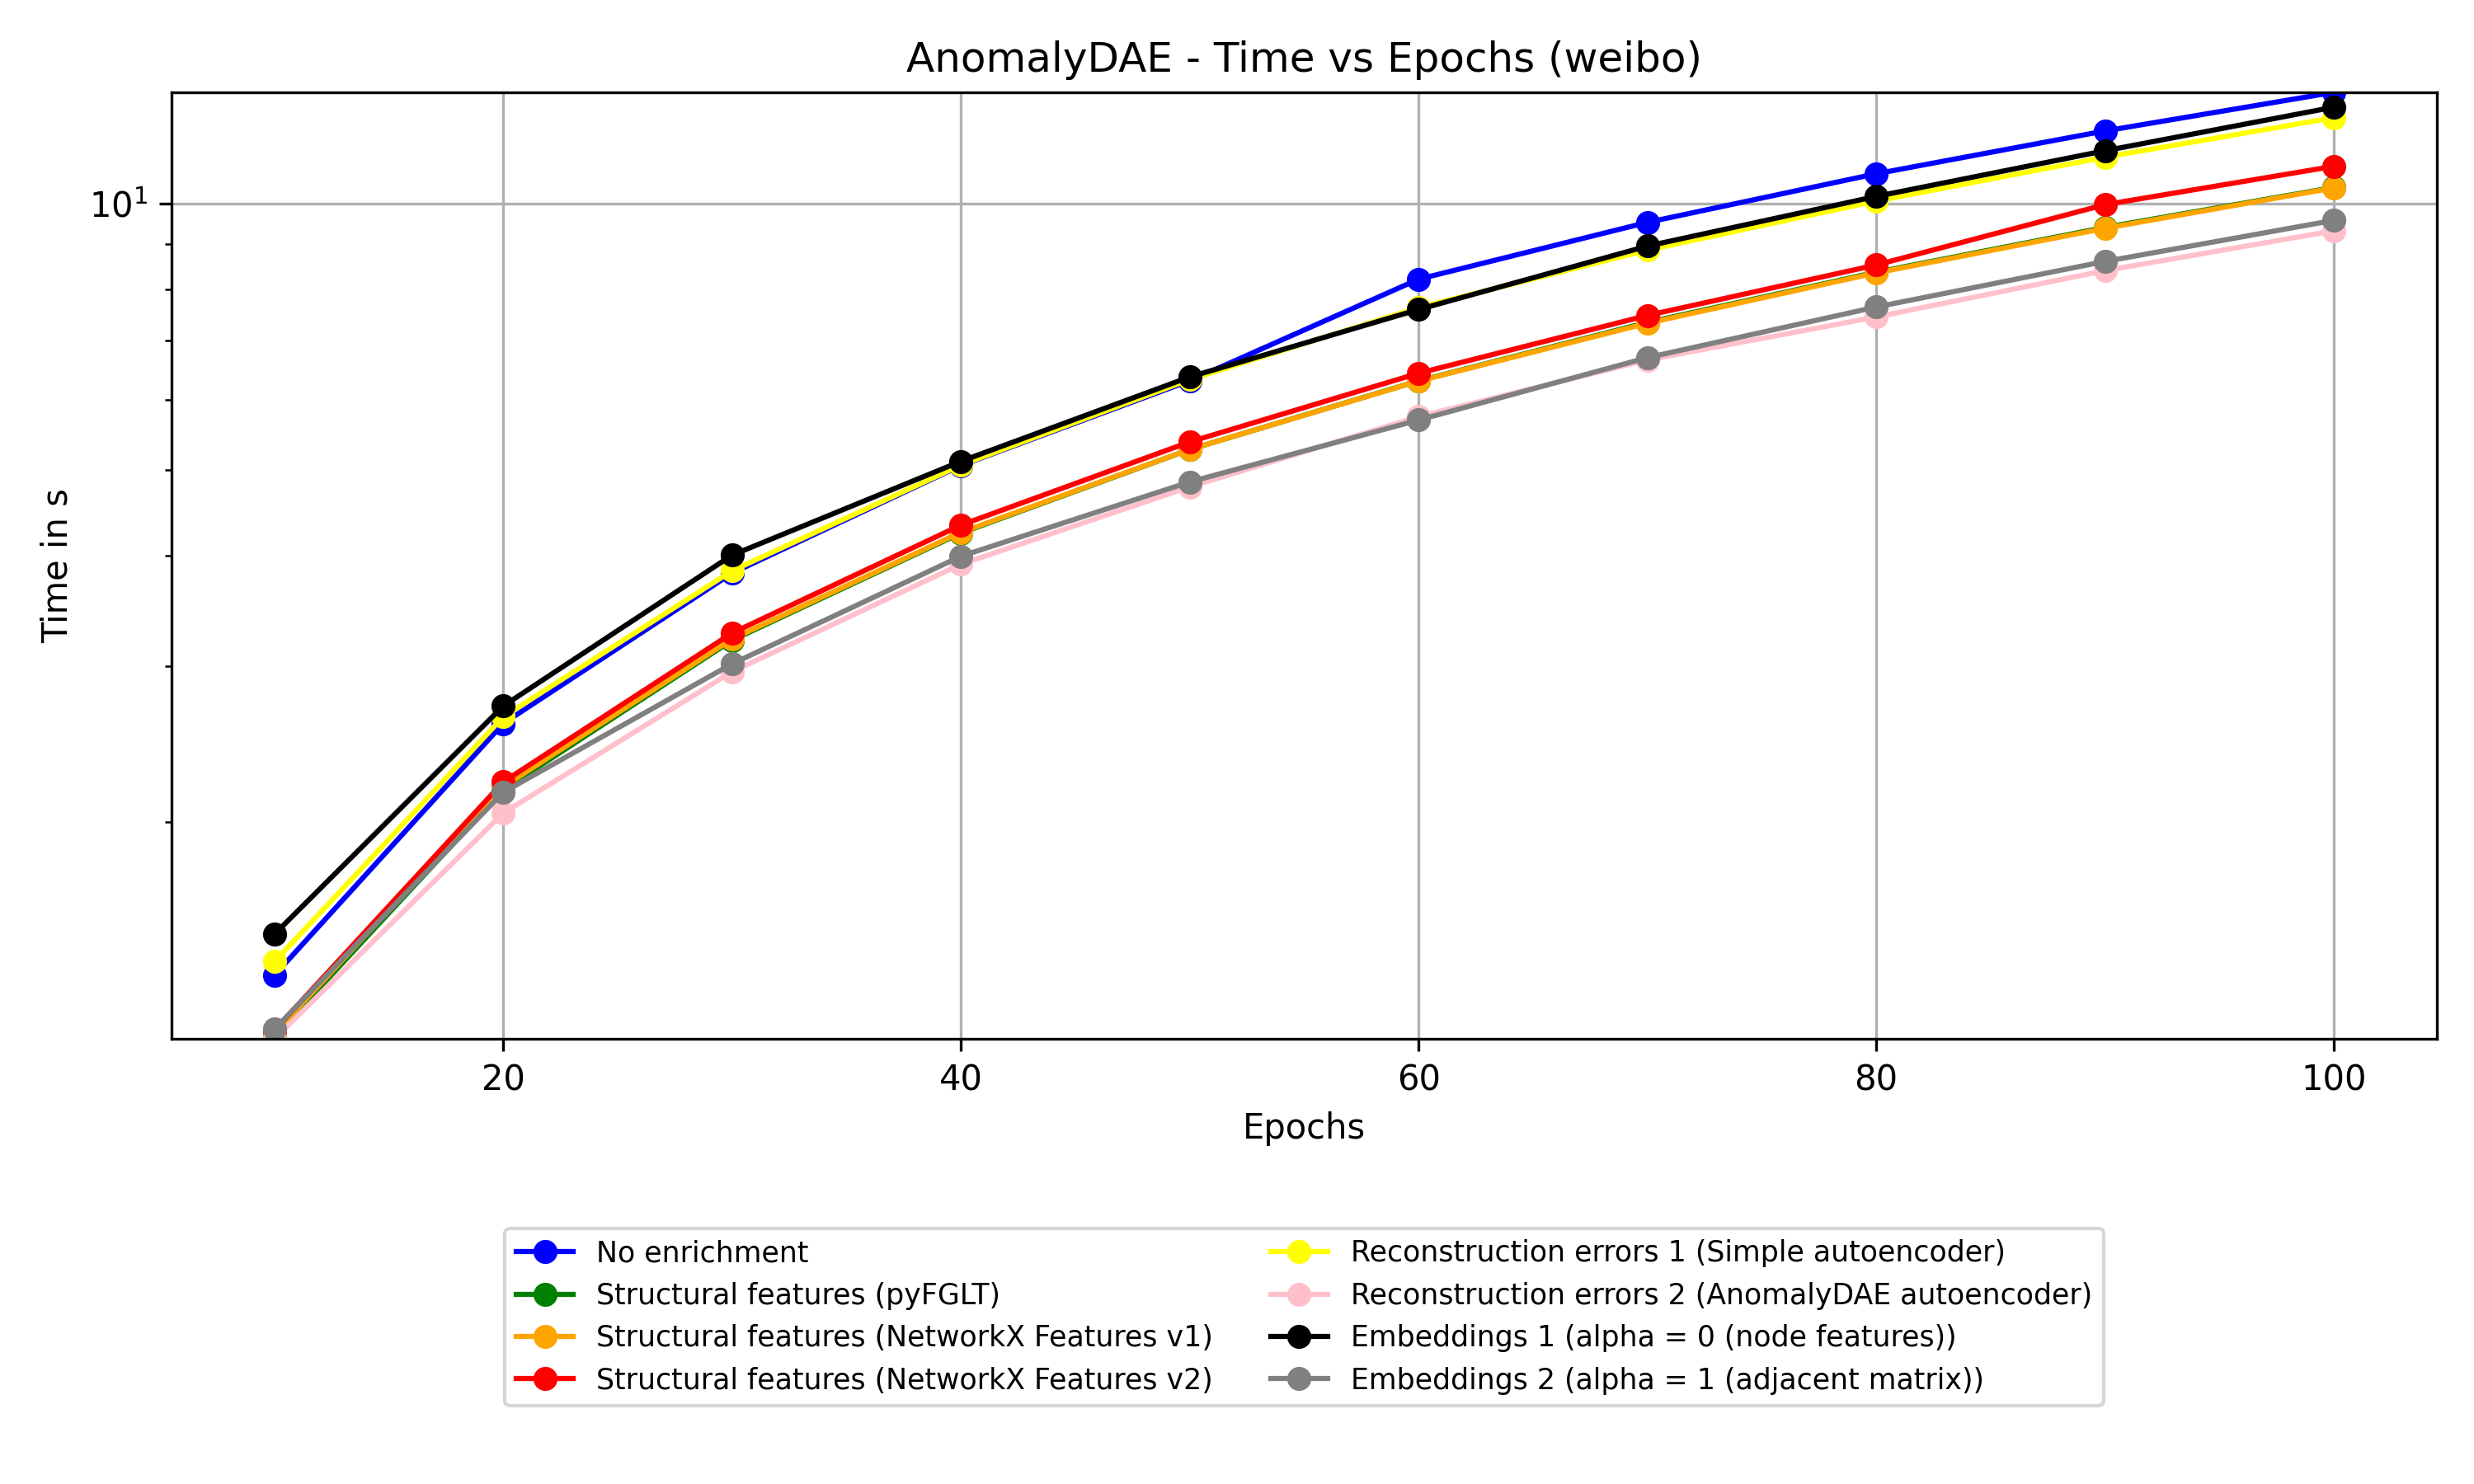 AnomalyDAE - Time vs Epochs (weibo)
10¹
Time in s
20 40 60 80 100
Epochs
No enrichment
Structural features (pyFGLT)
Structural features (NetworkX Features v1)
Structural features (NetworkX Features v2)
Reconstruction errors 1 (Simple autoencoder)
Reconstruction errors 2 (AnomalyDAE autoencoder)
Embeddings 1 (alpha = 0 (node features))
Embeddings 2 (alpha = 1 (adjacent matrix))